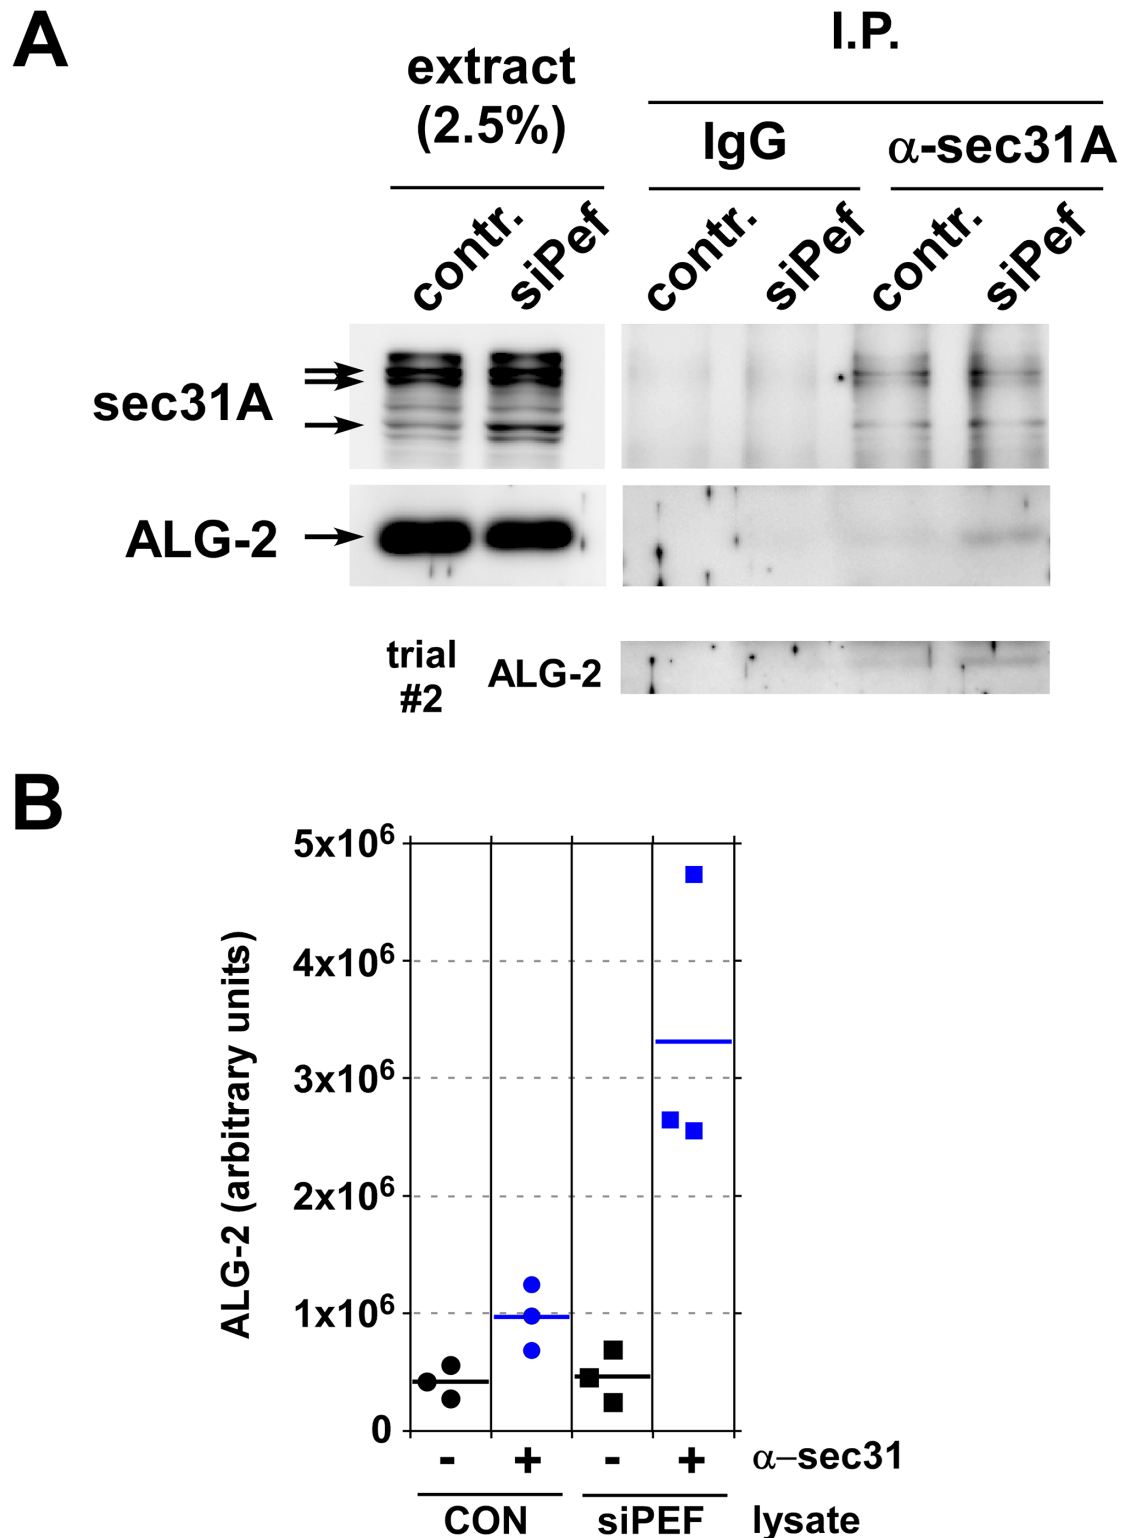 A
I.P.
extract
(2.5%)
IgG
α-sec31A
contr.
siPef
contr.
siPef
contr.
siPef
sec31A
ALG-2
trial
#2
ALG-2
B
5x10⁶
4x10⁶
3x10⁶
2x10⁶
1x10⁶
0
ALG-2 (arbitrary units)
- + - + α–sec31
CON siPEF lysate